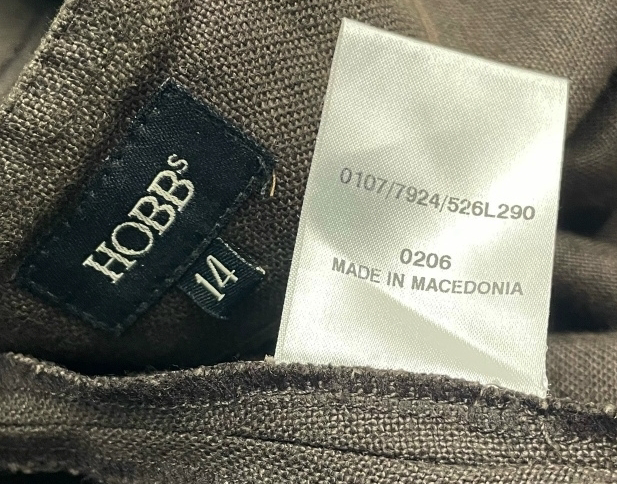 HOBBS
14
0107/7924/526L290
0206
MADE IN MACEDONIA